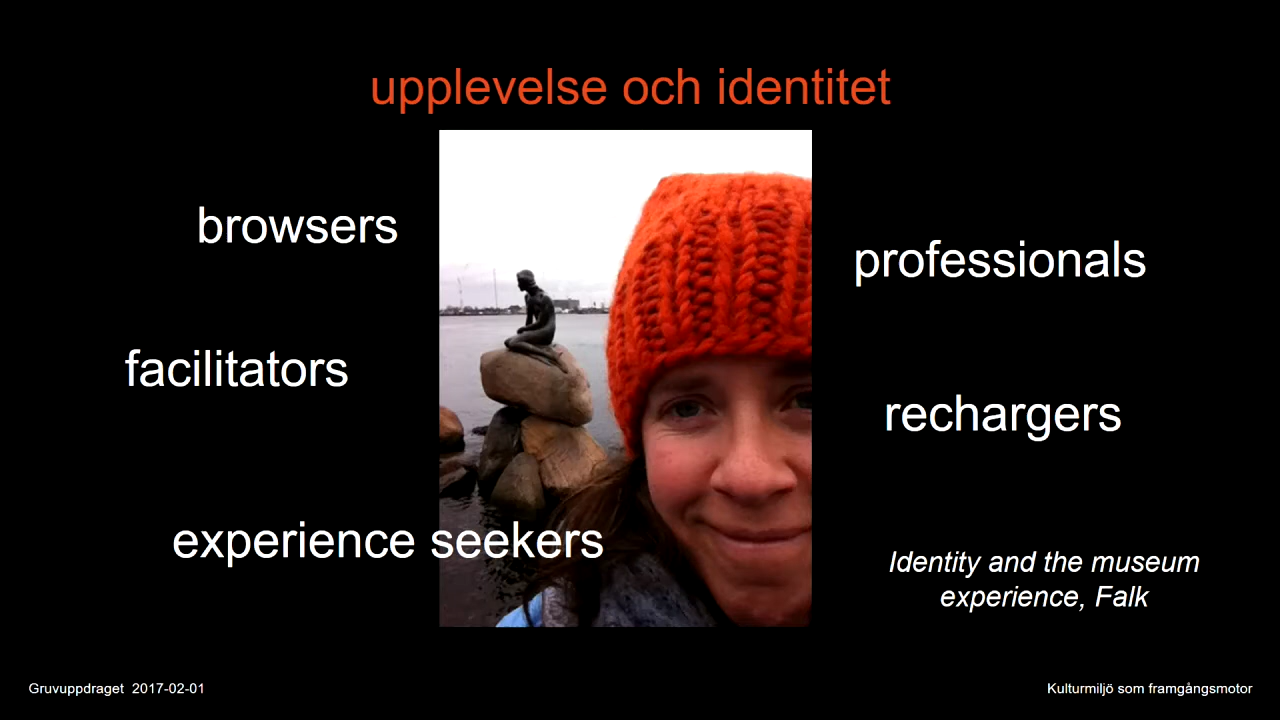 upplevelse och identitet
browsers
professionals
facilitators
rechargers
experience seekers
Identity and the museum
experience, Falk
Gruvuppdraget 2017-02-01
Kulturmiljö som framgångsmotor